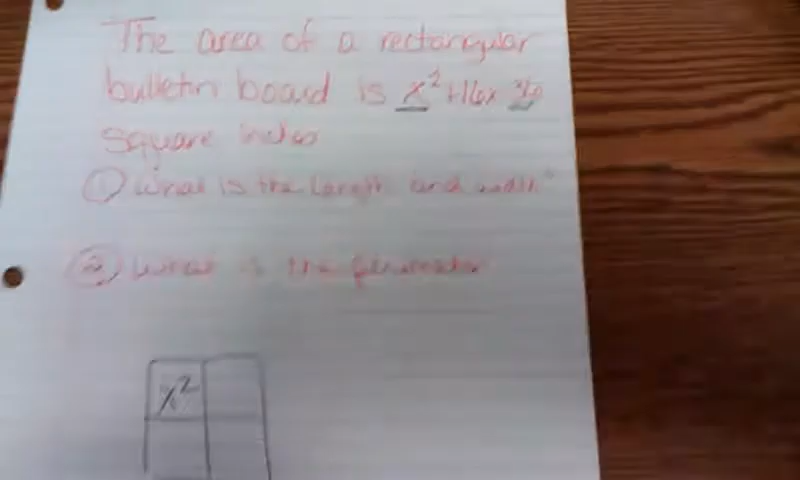 The area of a rectangular
bulletin board is x²+16x
square inches
① What is the length and width
② What is the perimeter
x²